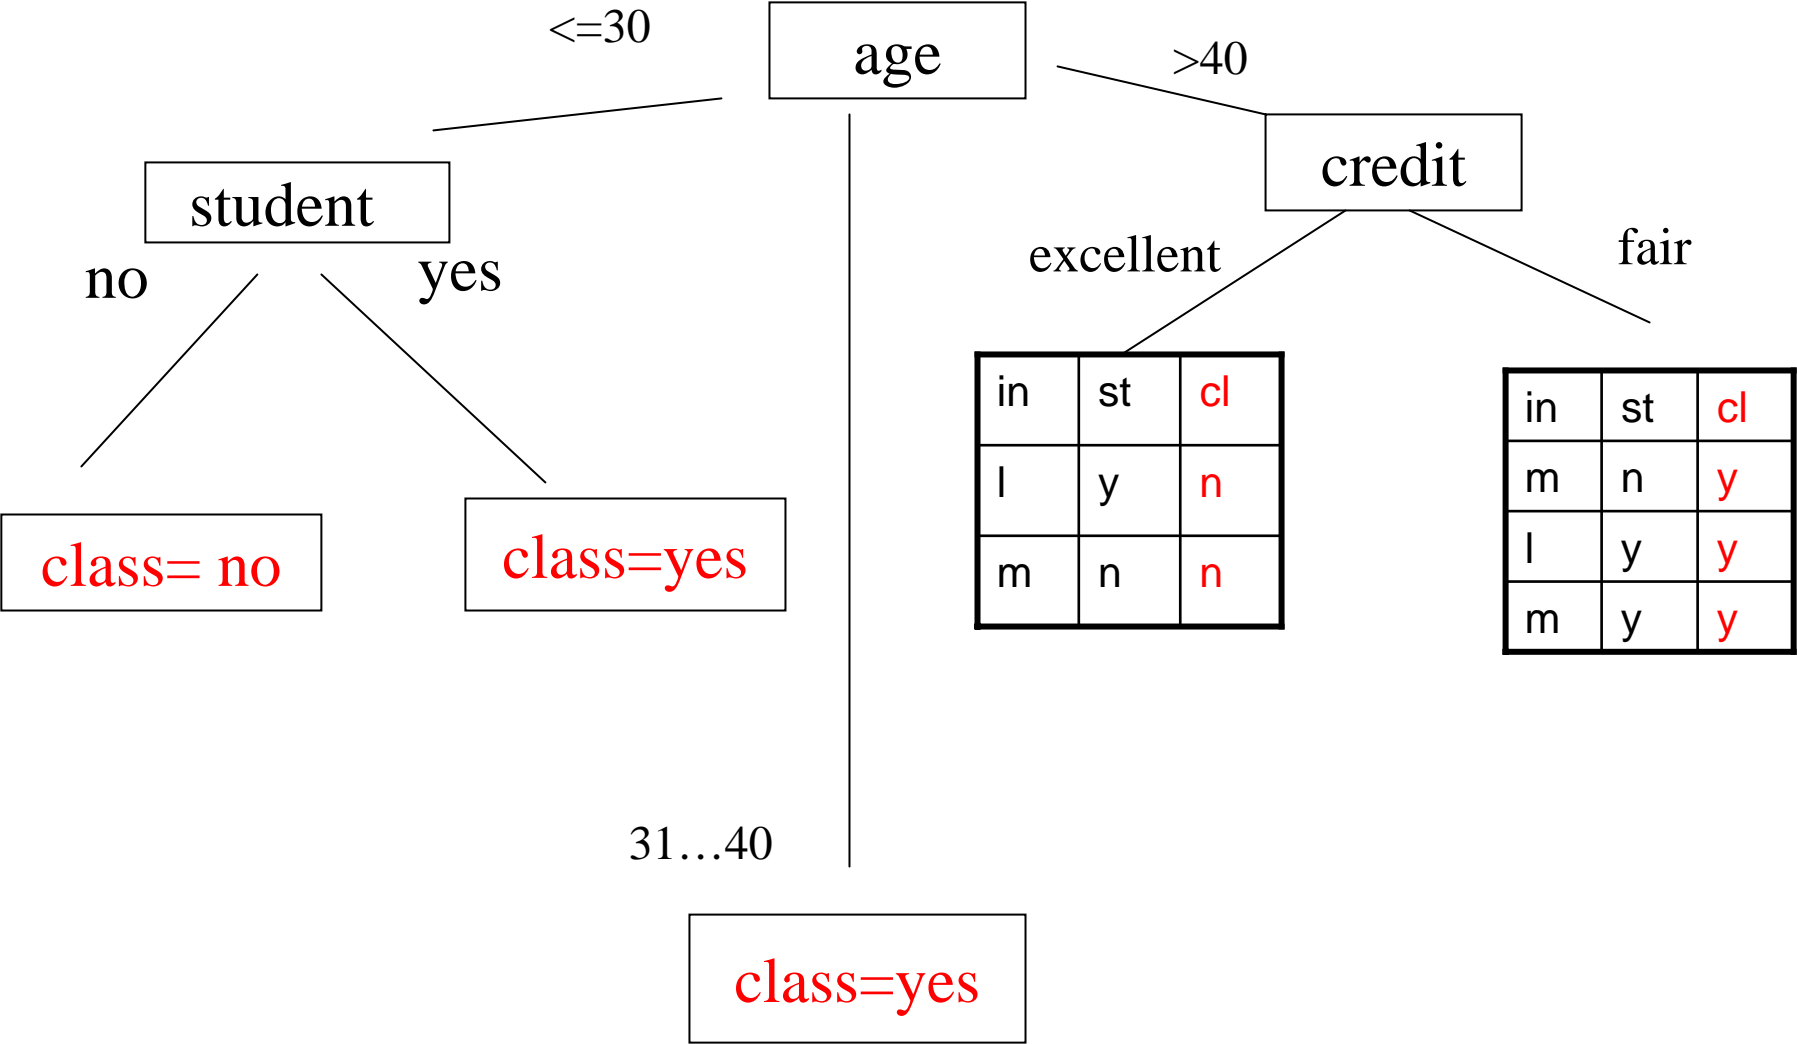 <=30
age
>40
student
credit
no
yes
excellent
fair
in st cl
l y n
m n n
in st cl
m n y
l y y
m y y
class= no
class=yes
31…40
class=yes